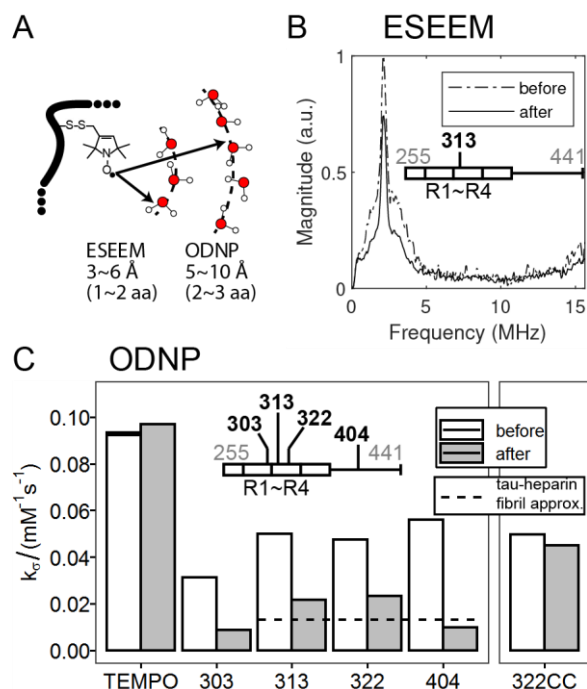 A
-S-S-
N
O
ESEEM
3~6 Å
(1~2 aa)
ODNP
5~10 Å
(2~3 aa)
B ESEEM
Magnitude (a.u.)
1
0.5
0
before
after
313
255 441
R1~R4
0 5 10 15
Frequency (MHz)
C ODNP
kσ/(mM⁻¹s⁻¹)
0.10
0.08
0.06
0.04
0.02
0.00
313
303 322
404
255 441
R1~R4
before
after
tau-heparin
fibril approx.
TEMPO 303 313 322 404 322CC